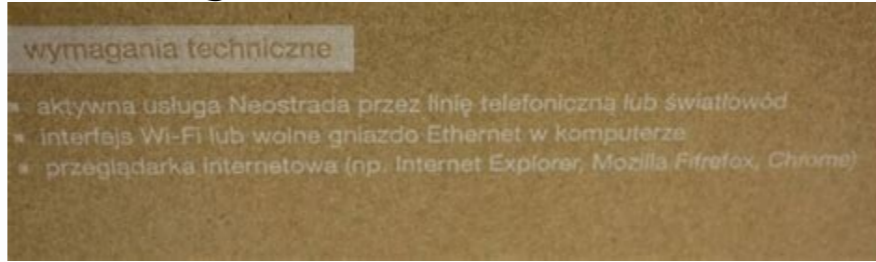 wymagania techniczne
▪ aktywna usługa Neostrada przez linię telefoniczną lub światłowód
▪ interfejs Wi-Fi lub wolne gniazdo Ethernet w komputerze
▪ przeglądarka internetowa (np. Internet Explorer, Mozilla Fifrefox, Chrome)